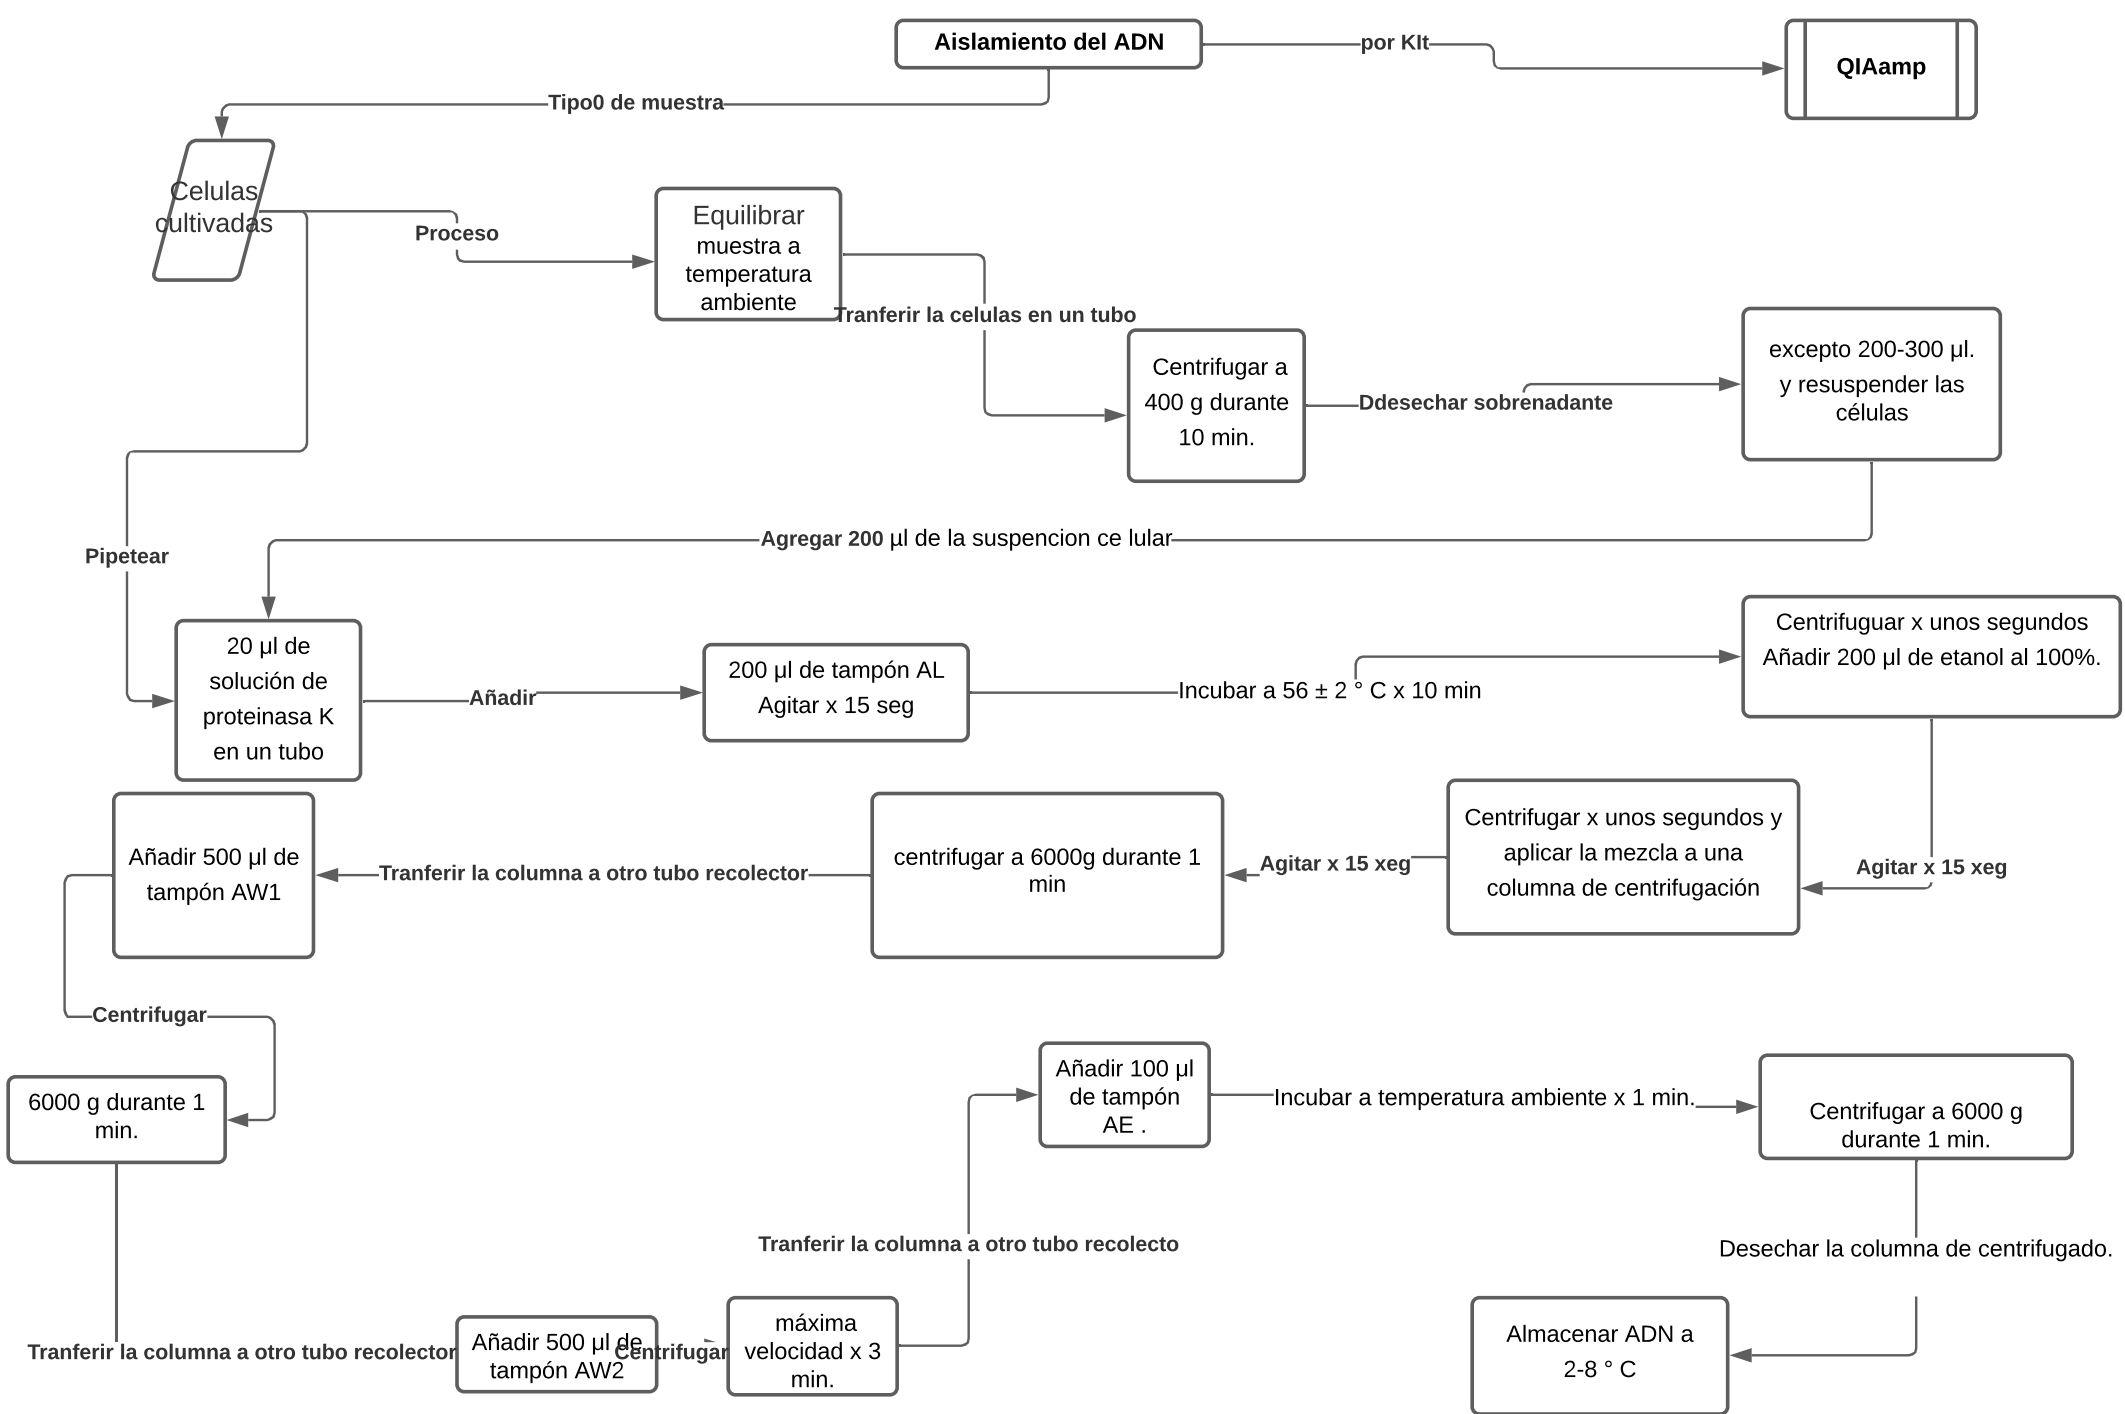 Aislamiento del ADN
por KIt
QIAamp
Tipo0 de muestra
Celulas
cultivadas
Proceso
Equilibrar
muestra a
temperatura
ambiente
Tranferir la celulas en un tubo
Centrifugar a
400 g durante
10 min.
Ddesechar sobrenadante
excepto 200-300 μl.
y resuspender las
células
Agregar 200 µl de la suspencion ce lular
Pipetear
20 μl de
solución de
proteinasa K
en un tubo
Añadir
200 μl de tampón AL
Agitar x 15 seg
Incubar a 56 ± 2 ° C x 10 min
Centrifuguar x unos segundos
Añadir 200 μl de etanol al 100%.
Agitar x 15 xeg
Centrifugar x unos segundos y
aplicar la mezcla a una
columna de centrifugación
Agitar x 15 xeg
centrifugar a 6000g durante 1
min
Tranferir la columna a otro tubo recolector
Añadir 500 μl de
tampón AW1
Centrifugar
6000 g durante 1
min.
Tranferir la columna a otro tubo recolector
Añadir 500 μl de
tampón AW2
Centrifugar
máxima
velocidad x 3
min.
Tranferir la columna a otro tubo recolecto
Añadir 100 μl
de tampón
AE .
Incubar a temperatura ambiente x 1 min.
Centrifugar a 6000 g
durante 1 min.
Desechar la columna de centrifugado.
Almacenar ADN a
2-8 ° C